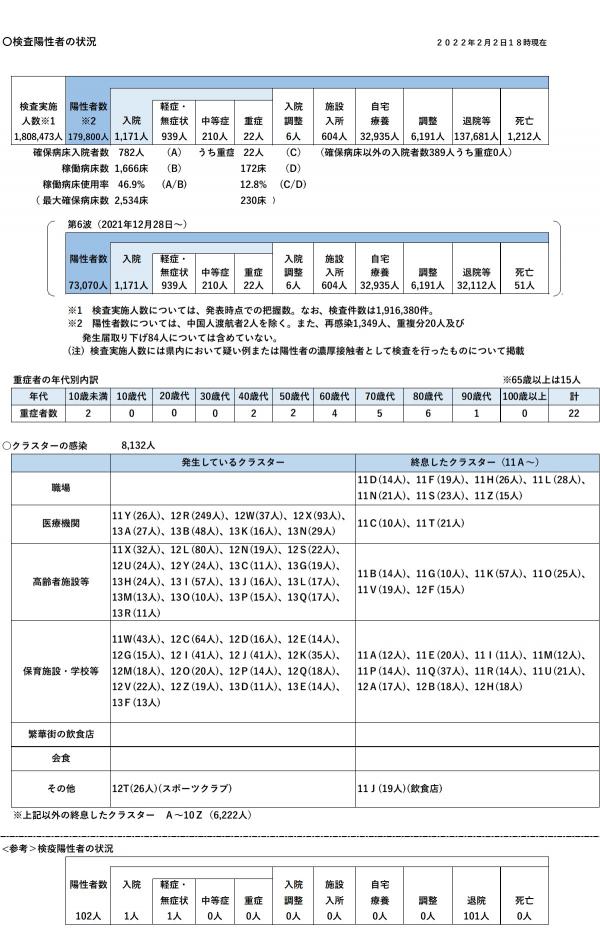 〇検査陽性者の状況
２０２２年２月２日１８時現在
検査実施人数※1 陽性者数※2 入院 軽症・無症状 中等症 重症 入院調整 施設入所 自宅療養 調整 退院等 死亡
1,808,473人 179,800人 1,171人 939人 210人 22人 6人 604人 32,935人 6,191人 137,681人 1,212人
確保病床入院者数 782人 （A） うち重症 22人 （C） （確保病床以外の入院者数389人うち重症0人）
稼働病床数 1,666床 （B） 172床 （D）
稼働病床使用率 46.9% （A/B） 12.8% （C/D）
（最大確保病床数 2,534床 230床 ）
第6波（2021年12月28日～）
陽性者数 入院 軽症・無症状 中等症 重症 入院調整 施設入所 自宅療養 調整 退院等 死亡
73,070人 1,171人 939人 210人 22人 6人 604人 32,935人 6,191人 32,112人 51人
※1 検査実施人数については、発表時点での把握数。なお、検査件数は1,916,380件。
※2 陽性者数については、中国人渡航者2人を除く。また、再感染1,349人、重複分20人及び
発生届取り下げ84人については含めていない。
（注）検査実施人数には県内において疑い例または陽性者の濃厚接触者として検査を行ったものについて掲載
重症者の年代別内訳
※65歳以上は15人
年代 10歳未満 10歳代 20歳代 30歳代 40歳代 50歳代 60歳代 70歳代 80歳代 90歳代 100歳以上 計
重症者数 2 0 0 0 2 2 4 5 6 1 0 22
〇クラスターの感染 8,132人
発生しているクラスター 終息したクラスター（11A～）
職場
11D(14人)、11F(19人)、11H(26人)、11L(28人)、
11N(21人)、11S(23人)、11Z(15人)
医療機関
11Y(26人)、12R(249人)、12W(37人)、12X(93人)、
13A(27人)、13B(48人)、13K(16人)、13N(29人)
11C(10人)、11T(21人)
高齢者施設等
11X(32人)、12L(80人)、12N(19人)、12S(22人)、
12U(24人)、12Y(24人)、13C(11人)、13G(19人)、
13H(24人)、13I(57人)、13J(16人)、13L(17人)、
13M(13人)、13O(10人)、13P(15人)、13Q(17人)、
13R(11人)
11B(14人)、11G(10人)、11K(57人)、11O(25人)、
11V(19人)、12F(15人)
保育施設・学校等
11W(43人)、12C(64人)、12D(16人)、12E(14人)、
12G(15人)、12I(41人)、12J(41人)、12K(35人)、
12M(18人)、12O(20人)、12P(14人)、12Q(18人)、
12V(22人)、12Z(19人)、13D(11人)、13E(14人)、
13F(13人)
11A(12人)、11E(20人)、11I(11人)、11M(12人)、
11P(14人)、11Q(37人)、11R(14人)、11U(21人)、
12A(17人)、12B(18人)、12H(18人)
繁華街の飲食店
会食
その他
12T(26人)(スポーツクラブ)
11J(19人)(飲食店)
※上記以外の終息したクラスター A～10Z（6,222人）
＜参考＞検疫陽性者の状況
陽性者数 入院 軽症・無症状 中等症 重症 入院調整 施設入所 自宅療養 調整 退院 死亡
102人 1人 1人 0人 0人 0人 0人 0人 0人 101人 0人